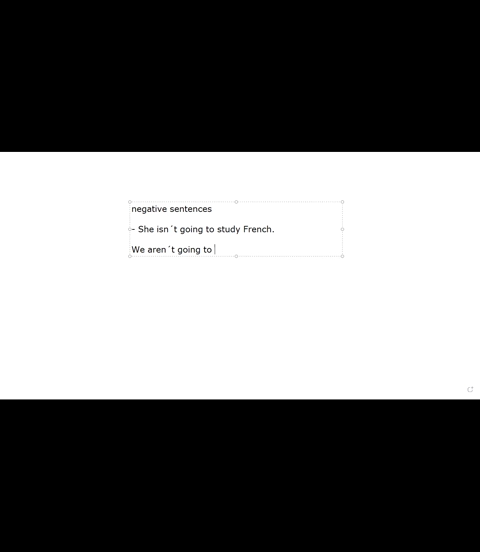 negative sentences
- She isn´t going to study French.
We aren´t going to